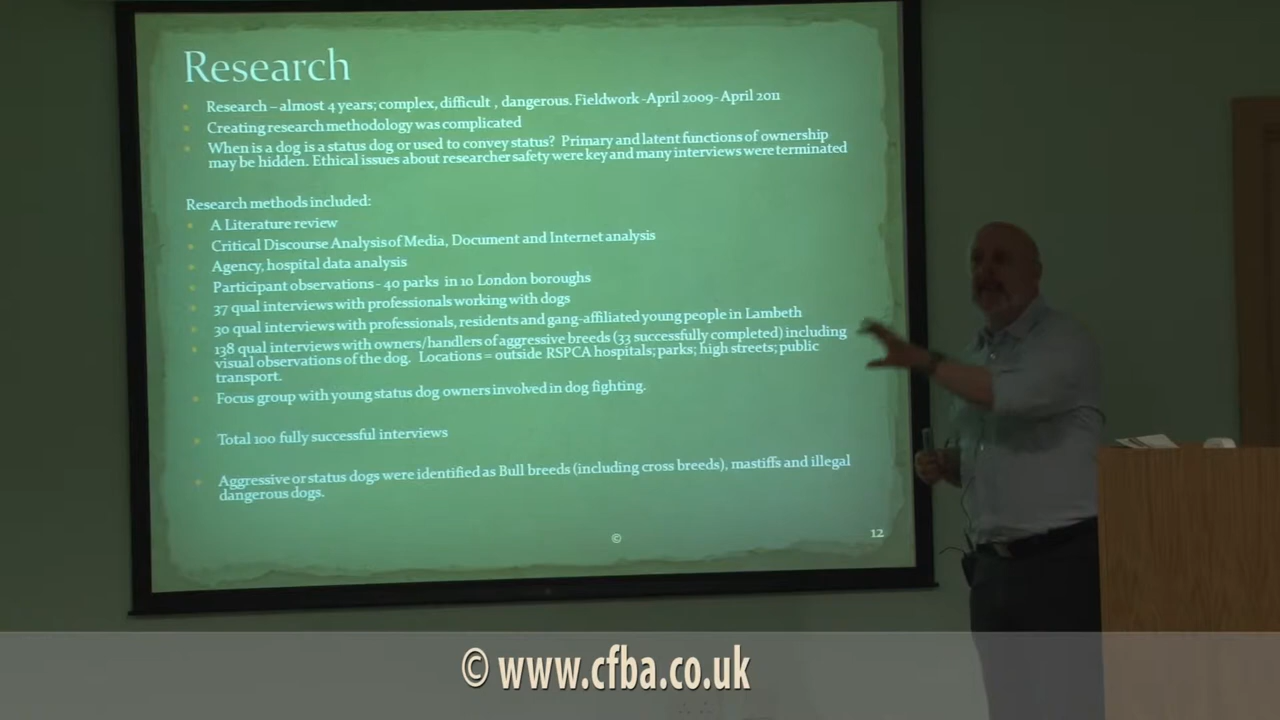 Research
Research – almost 4 years; complex, difficult , dangerous. Fieldwork -April 2009- April 2011
Creating research methodology was complicated
When is a dog is a status dog or used to convey status? Primary and latent functions of ownership
may be hidden. Ethical issues about researcher safety were key and many interviews were terminated
Research methods included:
A Literature review
Critical Discourse Analysis of Media, Document and Internet analysis
Agency, hospital data analysis
Participant observations - 40 parks in 10 London boroughs
37 qual interviews with professionals working with dogs
30 qual interviews with professionals, residents and gang-affiliated young people in Lambeth
138 qual interviews with owners/handlers of aggressive breeds (33 successfully completed) including
visual observations of the dog. Locations = outside RSPCA hospitals; parks; high streets; public
transport.
Focus group with young status dog owners involved in dog fighting.
Total 100 fully successful interviews
Aggressive or status dogs were identified as Bull breeds (including cross breeds), mastiffs and illegal
dangerous dogs.
©
12
© www.cfba.co.uk